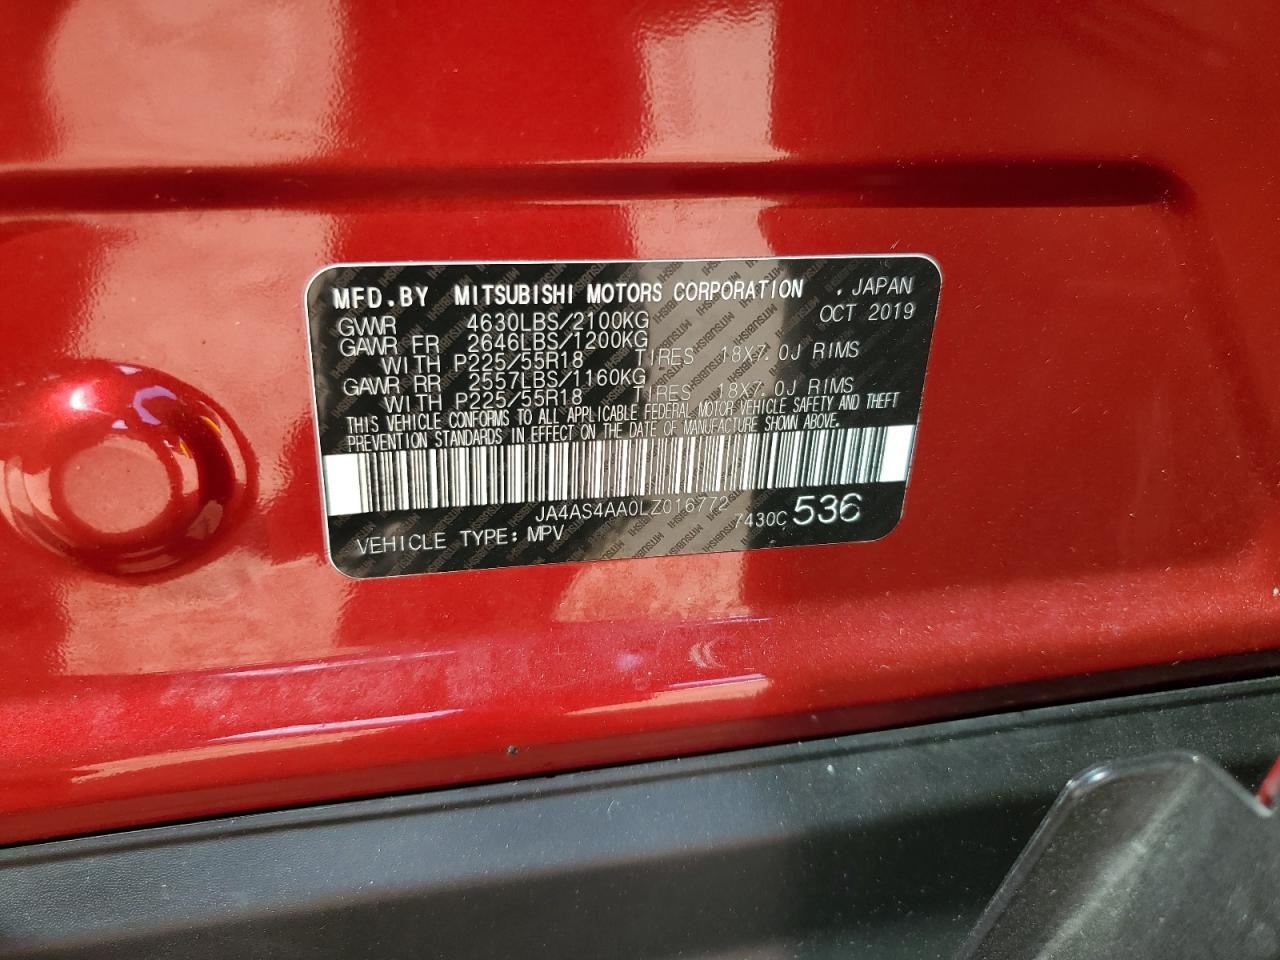 MFD.BY MITSUBISHI MOTORS CORPORATION . JAPAN
OCT 2019
GVWR 4630LBS/2100KG
GAWR FR 2646LBS/1200KG
WITH P225/55R18 TIRES 18X7.0J RIMS
GAWR RR 2557LBS/1160KG
WITH P225/55R18 TIRES 18X7.0J RIMS
THIS VEHICLE CONFORMS TO ALL APPLICABLE FEDERAL MOTOR VEHICLE SAFETY AND THEFT
PREVENTION STANDARDS IN EFFECT ON THE DATE OF MANUFACTURE SHOWN ABOVE.
JA4AS4AA0LZ016772
VEHICLE TYPE: MPV 7430C 536